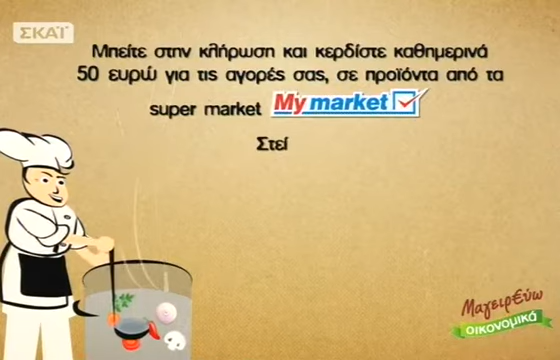 ΣΚΑΪ
Μπείτε στην κλήρωση και κερδίστε καθημερινά
50 ευρώ για τις αγορές σας, σε προϊόντα από τα
super market My market
Στεί
Μαγειρεύω
οικονομικά